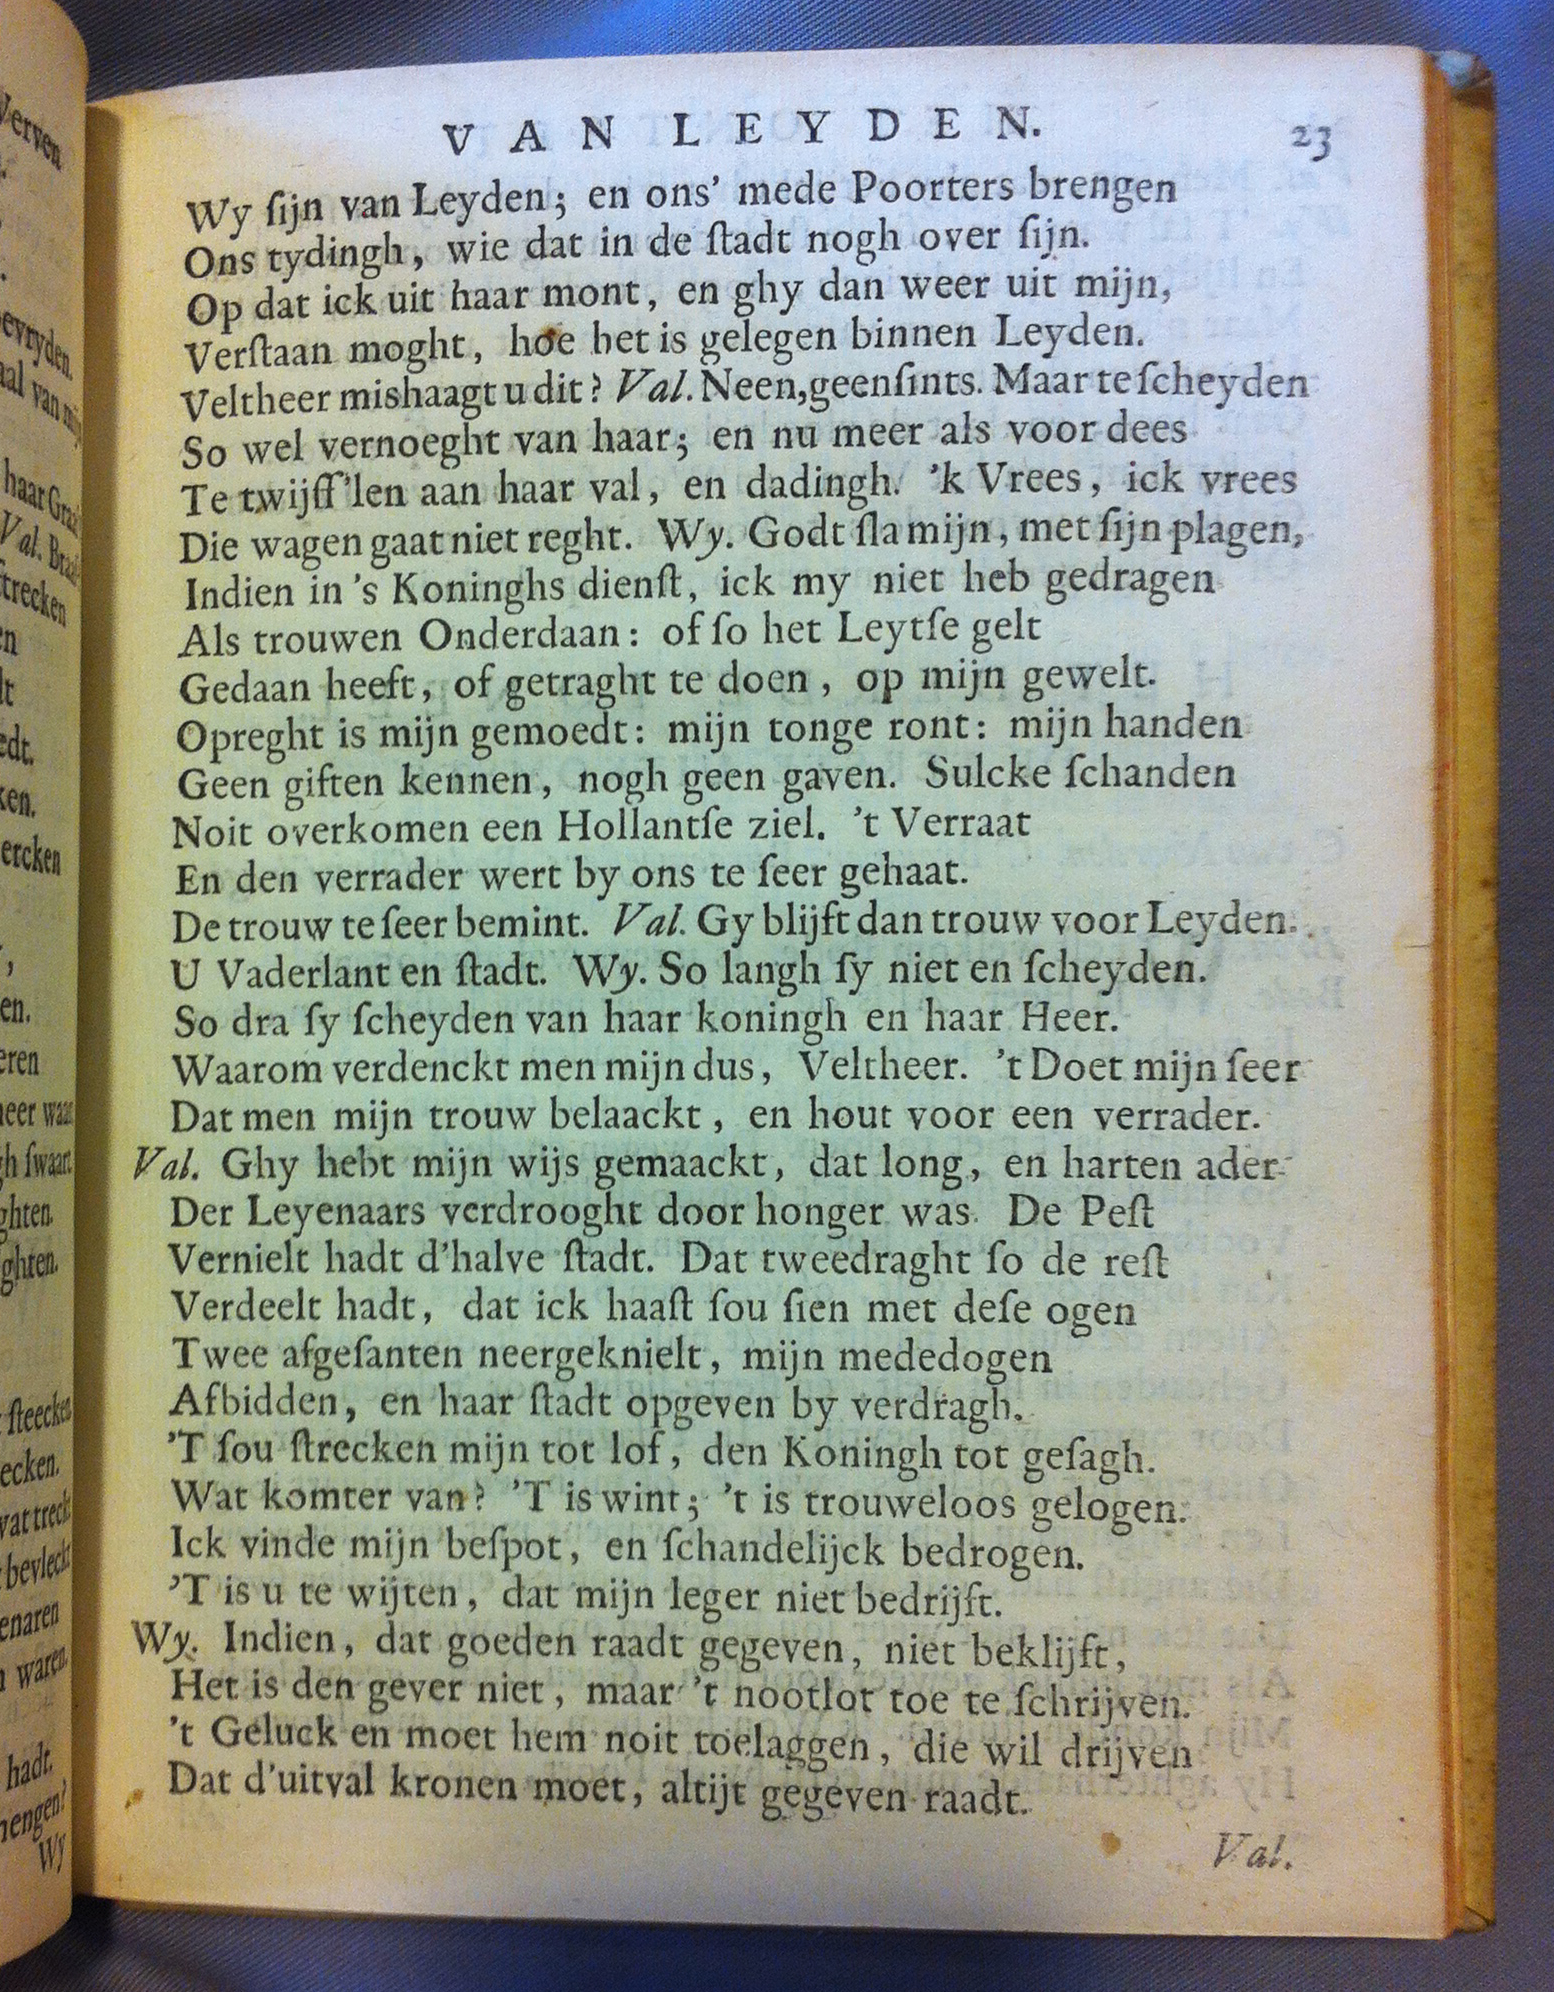 VAN LEYDEN. 23
Wy ſijn van Leyden; en ons' mede Poorters brengen
Ons tydingh, wie dat in de ſtadt nogh over ſijn.
Op dat ick uit haar mont, en ghy dan weer uit mijn,
Verſtaan moght, hoe het is gelegen binnen Leyden.
Veltheer mishaagt u dit? Val. Neen, geenſints. Maar te ſcheyden
So wel vernoeght van haar; en nu meer als voor dees
Te twijff'len aan haar val, en dadingh. 'k Vrees, ick vrees
Die wagen gaat niet reght. Wy. Godt ſla mijn, met ſijn plagen,
Indien in 's Koninghs dienſt, ick my niet heb gedragen
Als trouwen Onderdaan: of ſo het Leytſe gelt
Gedaan heeft, of getraght te doen, op mijn gewelt.
Opreght is mijn gemoedt: mijn tonge ront: mijn handen
Geen giften kennen, nogh geen gaven. Sulcke ſchanden
Noit overkomen een Hollantſe ziel. 't Verraat
En den verrader wert by ons te ſeer gehaat.
De trouw te ſeer bemint. Val. Gy blijft dan trouw voor Leyden.
U Vaderlant en ſtadt. Wy. So langh ſy niet en ſcheyden.
So dra ſy ſcheyden van haar koningh en haar Heer.
Waarom verdenckt men mijn dus, Veltheer. 't Doet mijn ſeer
Dat men mijn trouw belaackt, en hout voor een verrader.
Val. Ghy hebt mijn wijs gemaackt, dat long, en harten ader
Der Leyenaars verdrooght door honger was. De Peſt
Vernielt hadt d'halve ſtadt. Dat tweedraght ſo de reſt
Verdeelt hadt, dat ick haaſt ſou ſien met deſe ogen
Twee afgeſanten neergeknielt, mijn mededogen
Afbidden, en haar ſtadt opgeven by verdragh.
'T ſou ſtrecken mijn tot lof, den Koningh tot geſagh.
Wat komter van? 'T is wint; 't is trouweloos gelogen.
Ick vinde mijn beſpot, en ſchandelijck bedrogen.
'T is u te wijten, dat mijn leger niet bedrijft.
Wy. Indien, dat goeden raadt gegeven, niet beklijft,
Het is den gever niet, maar 't nootlot toe te ſchrijven.
't Geluck en moet hem noit toelaggen, die wil drijven
Dat d'uitval kronen moet, altijt gegeven raadt.
Val.